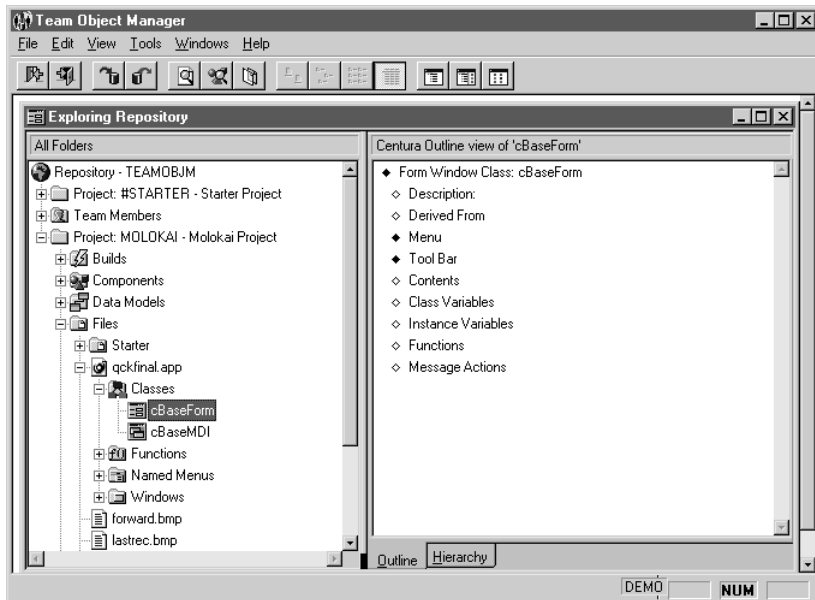 Team Object Manager
File Edit View Tools Windows Help
Exploring Repository
All Folders
Repository - TEAMOBJM
Project: #STARTER - Starter Project
Team Members
Project: MOLOKAI - Molokai Project
Builds
Components
Data Models
Files
Starter
qckfinal.app
Classes
cBaseForm
cBaseMDI
Functions
Named Menus
Windows
forward.bmp
lastrec.bmp
Centura Outline view of 'cBaseForm'
Form Window Class: cBaseForm
Description:
Derived From
Menu
Tool Bar
Contents
Class Variables
Instance Variables
Functions
Message Actions
Outline Hierarchy
DEMO NUM